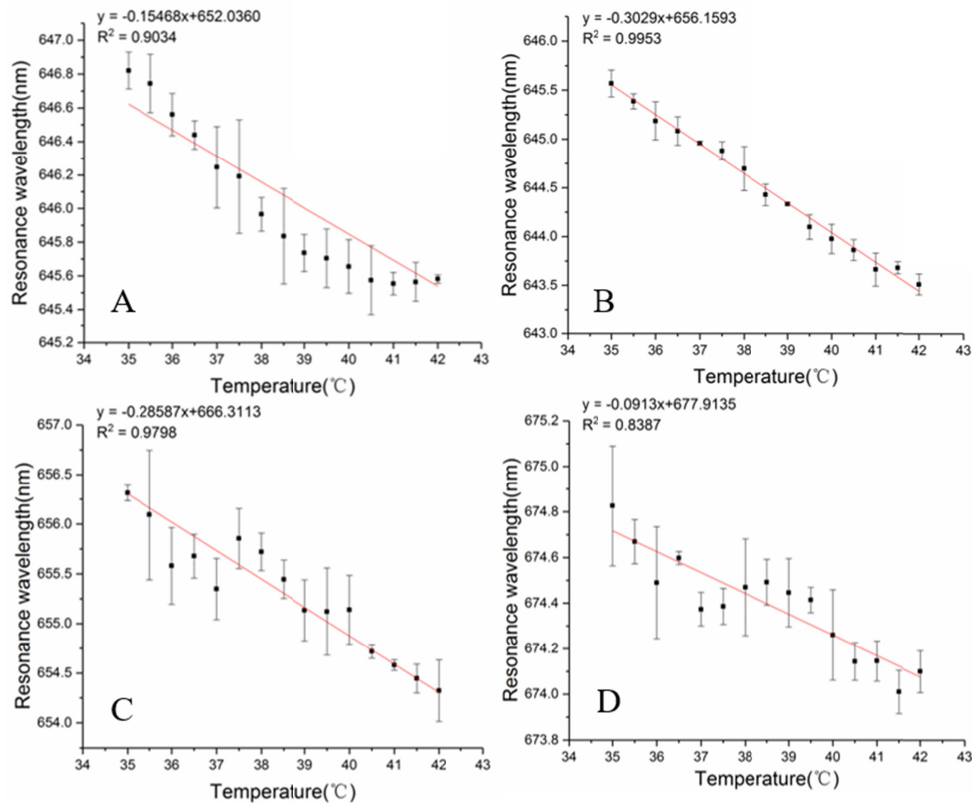 y = -0.15468x+652.0360
R² = 0.9034
647.0
646.8
646.6
646.4
646.2
646.0
645.8
645.6
645.4
645.2
Resonance wavelength(nm)
A
34 35 36 37 38 39 40 41 42 43
Temperature(℃)
y = -0.3029x+656.1593
R² = 0.9953
646.0
645.5
645.0
644.5
644.0
643.5
643.0
Resonance wavelength(nm)
B
34 35 36 37 38 39 40 41 42 43
Temperature(℃)
y = -0.28587x+666.3113
R² = 0.9798
657.0
656.5
656.0
655.5
655.0
654.5
654.0
Resonance wavelength(nm)
C
34 35 36 37 38 39 40 41 42 43
Temperature(℃)
y = -0.0913x+677.9135
R² = 0.8387
675.2
675.0
674.8
674.6
674.4
674.2
674.0
673.8
Resonance wavelength(nm)
D
34 35 36 37 38 39 40 41 42 43
Temperature(℃)